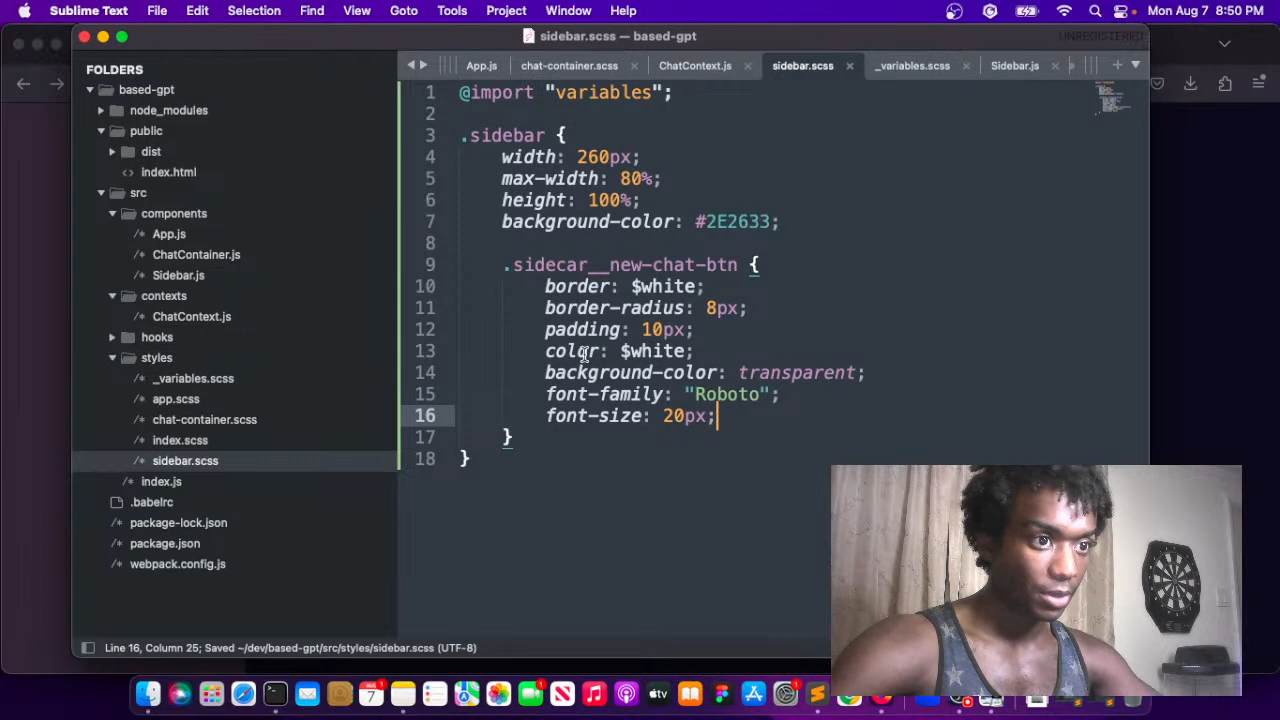 Sublime Text File Edit Selection Find View Goto Tools Project Window Help Mon Aug 7 8:50 PM
sidebar.scss — based-gpt UNREGISTERED
FOLDERS
based-gpt
node_modules
public
dist
index.html
src
components
App.js
ChatContainer.js
Sidebar.js
contexts
ChatContext.js
hooks
styles
_variables.scss
app.scss
chat-container.scss
index.scss
sidebar.scss
index.js
.babelrc
package-lock.json
package.json
webpack.config.js
App.js chat-container.scss ChatContext.js sidebar.scss _variables.scss Sidebar.js
1 @import "variables";
2
3 .sidebar {
4 width: 260px;
5 max-width: 80%;
6 height: 100%;
7 background-color: #2E2633;
8
9 .sidecar__new-chat-btn {
10 border: $white;
11 border-radius: 8px;
12 padding: 10px;
13 color: $white;
14 background-color: transparent;
15 font-family: "Roboto";
16 font-size: 20px;
17 }
18 }
Line 16, Column 25; Saved ~/dev/based-gpt/src/styles/sidebar.scss (UTF-8)